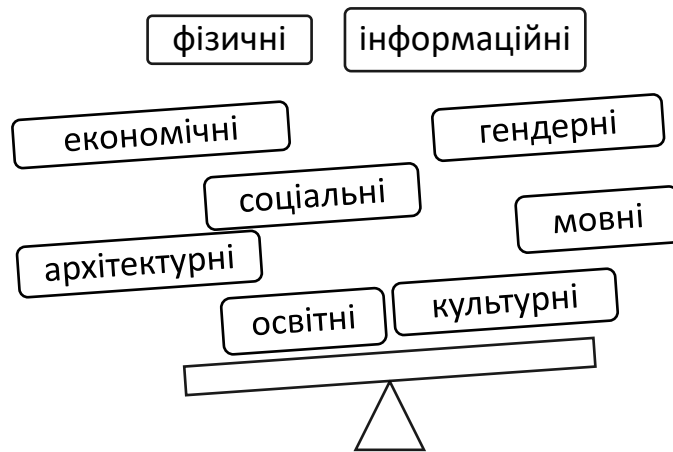 фізичні
інформаційні
економічні
гендерні
соціальні
мовні
архітектурні
освітні
культурні